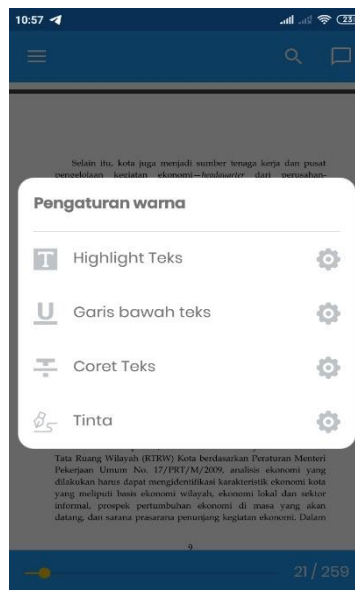 10:57
23
Selain itu, kota juga menjadi sumber tenaga kerja dan pusat
pengelolaan kegiatan ekonomi—headquarter dari perusahan-
Pengaturan warna
T Highlight Teks
U Garis bawah teks
T Coret Teks
Tinta
Tata Ruang Wilayah (RTRW) Kota berdasarkan Peraturan Menteri
Pekerjaan Umum No. 17/PRT/M/2009, analisis ekonomi yang
dilakukan harus dapat mengidentifikasi karakteristik ekonomi kota
yang meliputi basis ekonomi wilayah, ekonomi lokal dan sektor
informal, prospek pertumbuhan ekonomi di masa yang akan
datang, dan sarana prasarana penunjang kegiatan ekonomi. Dalam
9
21 / 259